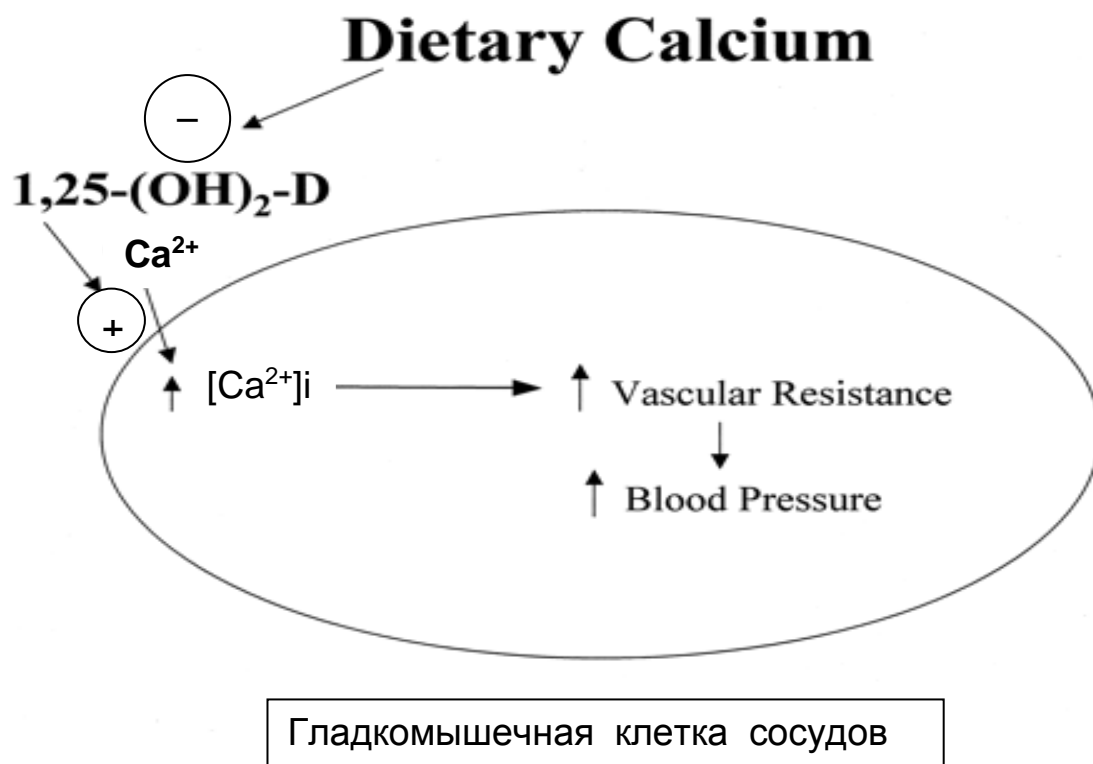 Dietary Calcium
−
1,25-(OH)₂-D
Ca²⁺
+
[Ca²⁺]i
Vascular Resistance
Blood Pressure
Гладкомышечная клетка сосудов